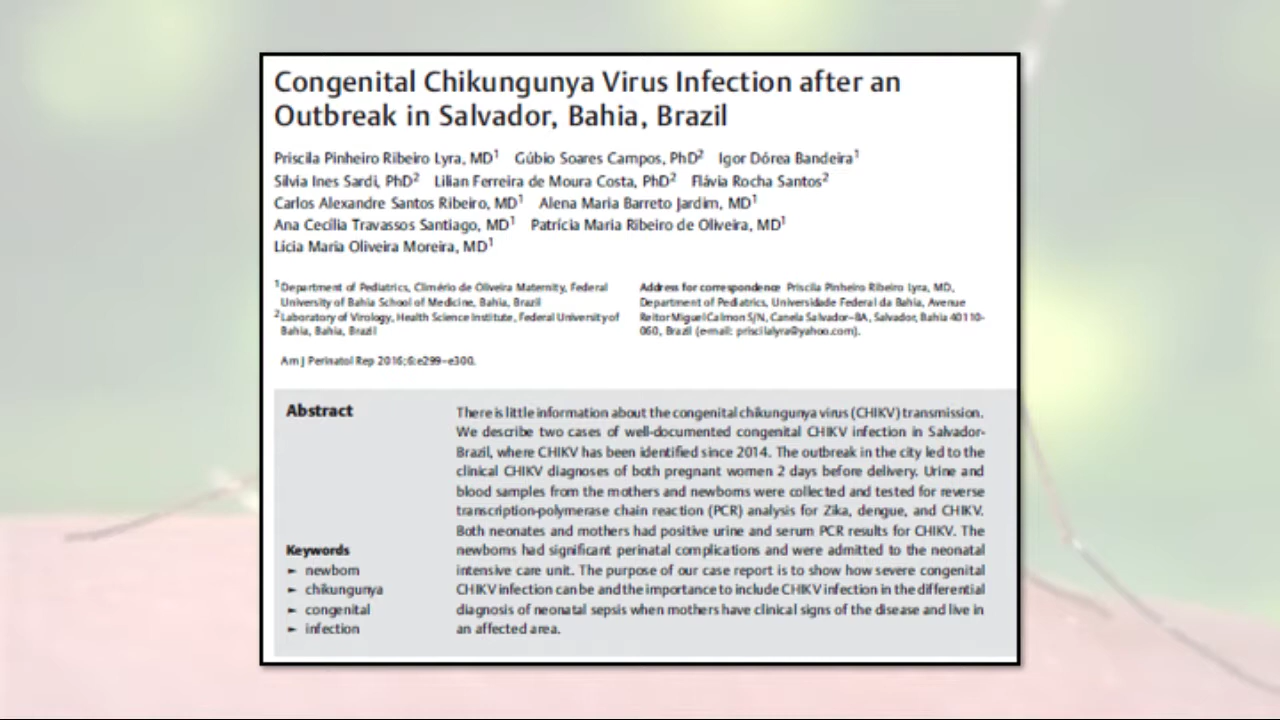 Congenital Chikungunya Virus Infection after an
Outbreak in Salvador, Bahia, Brazil
Priscila Pinheiro Ribeiro Lyra, MD1 Gúbio Soares Campos, PhD2 Igor Dórea Bandeira1
Silvia Ines Sardi, PhD2 Lilian Ferreira de Moura Costa, PhD2 Flávia Rocha Santos2
Carlos Alexandre Santos Ribeiro, MD1 Alena Maria Barreto Jardim, MD1
Ana Cecília Travassos Santiago, MD1 Patrícia Maria Ribeiro de Oliveira, MD1
Licia Maria Oliveira Moreira, MD1
1 Department of Pediatrics, Climério de Oliveira Maternity, Federal
University of Bahia School of Medicine, Bahia, Brazil
2 Laboratory of Virology, Health Science Institute, Federal University of
Bahia, Bahia, Brazil
Address for correspondence Priscila Pinheiro Ribeiro Lyra, MD,
Department of Pediatrics, Universidade Federal da Bahia, Avenue
Reitor Miguel Calmon S/N, Canela Salvador–BA, Salvador, Bahia 40110-
060, Brazil (e-mail: priscilalyra@yahoo.com).
Am J Perinatol Rep 2016;6:e299–e300.
Abstract
There is little information about the congenital chikungunya virus (CHIKV) transmission.
We describe two cases of well-documented congenital CHIKV infection in Salvador-
Brazil, where CHIKV has been identified since 2014. The outbreak in the city led to the
clinical CHIKV diagnoses of both pregnant women 2 days before delivery. Urine and
blood samples from the mothers and newborns were collected and tested for reverse
transcription-polymerase chain reaction (PCR) analysis for Zika, dengue, and CHIKV.
Both neonates and mothers had positive urine and serum PCR results for CHIKV. The
newborns had significant perinatal complications and were admitted to the neonatal
intensive care unit. The purpose of our case report is to show how severe congenital
CHIKV infection can be and the importance to include CHIKV infection in the differential
diagnosis of neonatal sepsis when mothers have clinical signs of the disease and live in
an affected area.
Keywords
► newborn
► chikungunya
► congenital
► infection